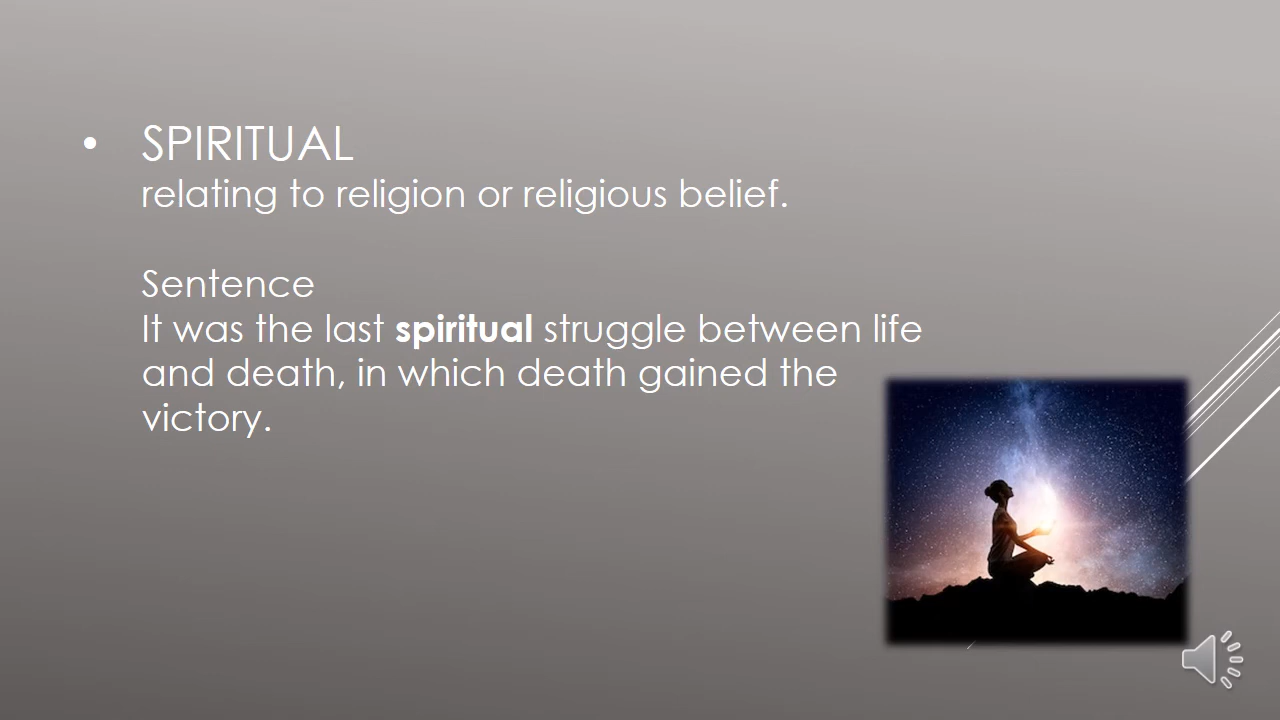 • SPIRITUAL
relating to religion or religious belief.
Sentence
It was the last spiritual struggle between life
and death, in which death gained the
victory.